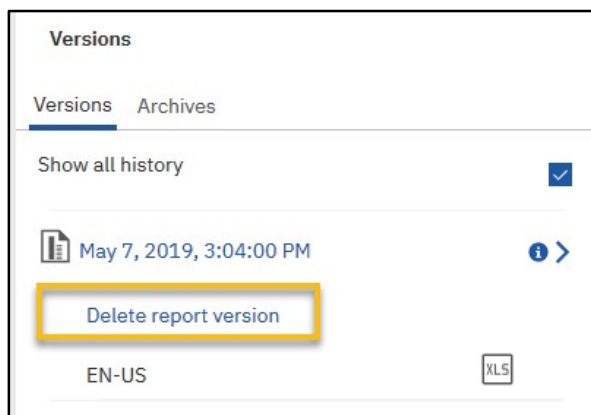 Versions
Versions Archives
Show all history
May 7, 2019, 3:04:00 PM
Delete report version
EN-US XLS